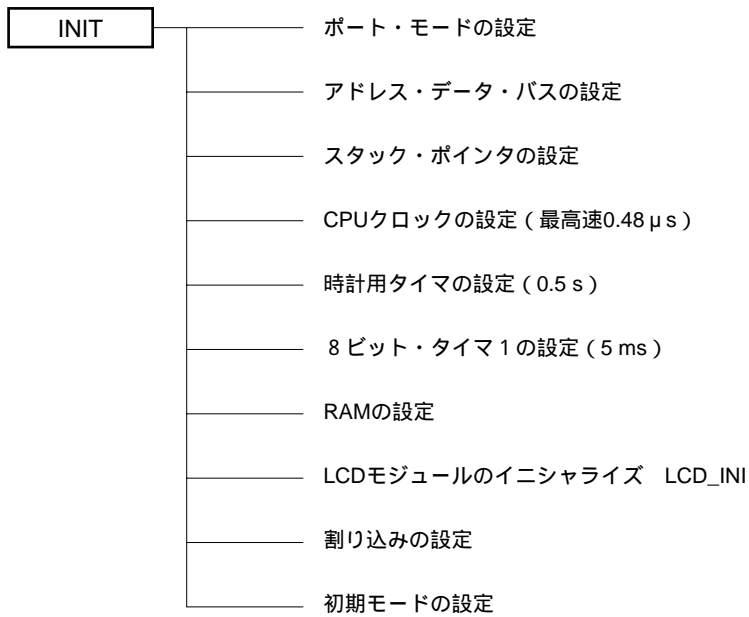 INIT
ポート・モードの設定
アドレス・データ・バスの設定
スタック・ポインタの設定
CPUクロックの設定(最高速0.48μs)
時計用タイマの設定(0.5 s)
8ビット・タイマ1の設定(5 ms)
RAMの設定
LCDモジュールのイニシャライズ LCD_INI
割り込みの設定
初期モードの設定